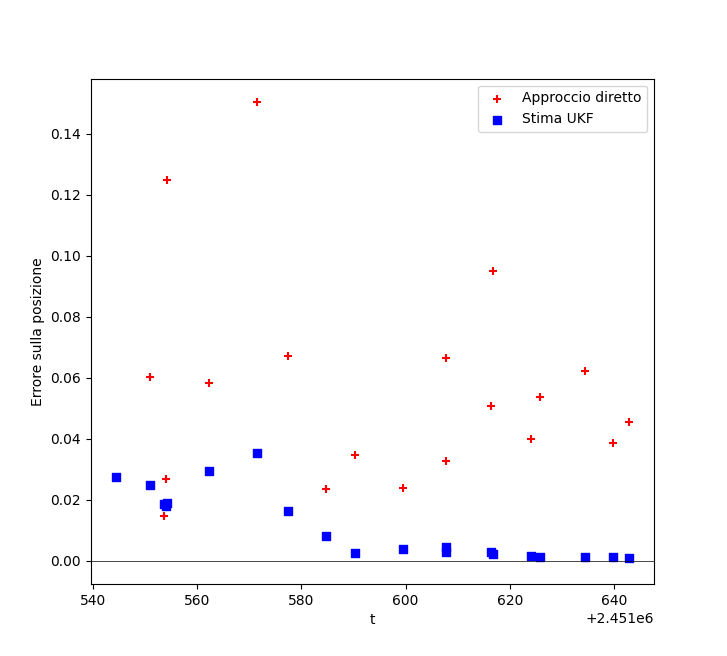 Approccio diretto
Stima UKF
0.14
0.12
0.10
0.08
0.06
0.04
0.02
0.00
Errore sulla posizione
540 560 580 600 620 640
t
+2.451e6